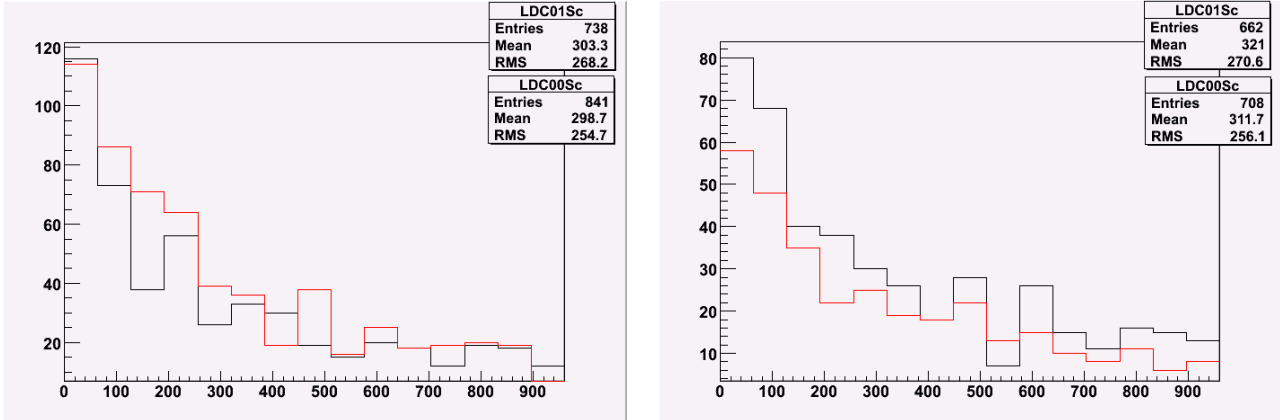 LDC01Sc
Entries 738
Mean 303.3
RMS 268.2
LDC00Sc
Entries 841
Mean 298.7
RMS 254.7
120
100
80
60
40
20
0 100 200 300 400 500 600 700 800 900
LDC01Sc
Entries 662
Mean 321
RMS 270.6
LDC00Sc
Entries 708
Mean 311.7
RMS 256.1
80
70
60
50
40
30
20
10
0 100 200 300 400 500 600 700 800 900